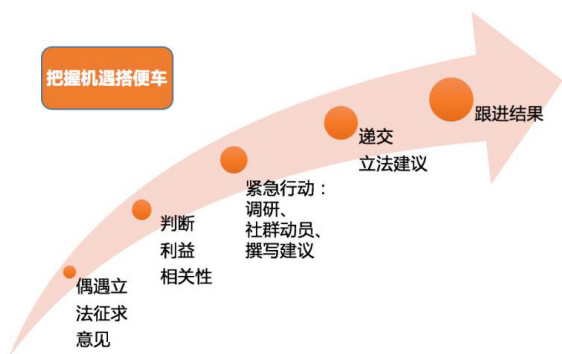 把握机遇搭便车
跟进结果
递交
立法建议
紧急行动：
调研、
社群动员、
撰写建议
判断
利益
相关性
偶遇立
法征求
意见